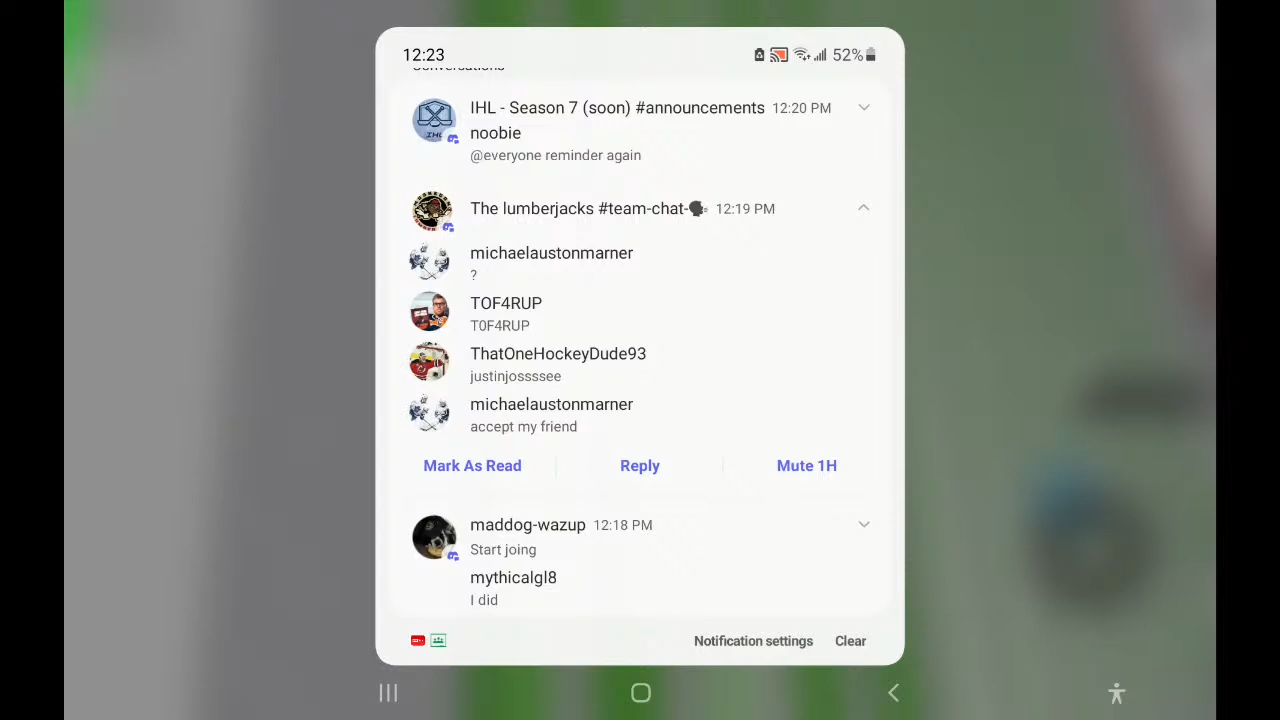 12:23
52%
Conversations
IHL - Season 7 (soon) #announcements 12:20 PM
noobie
@everyone reminder again
IHL
The lumberjacks #team-chat-🗣 12:19 PM
michaelaustonmarner
?
TOF4RUP
T0F4RUP
ThatOneHockeyDude93
justinjossssee
michaelaustonmarner
accept my friend
Mark As Read Reply Mute 1H
maddog-wazup 12:18 PM
Start joing
mythicalgl8
I did
Notification settings Clear